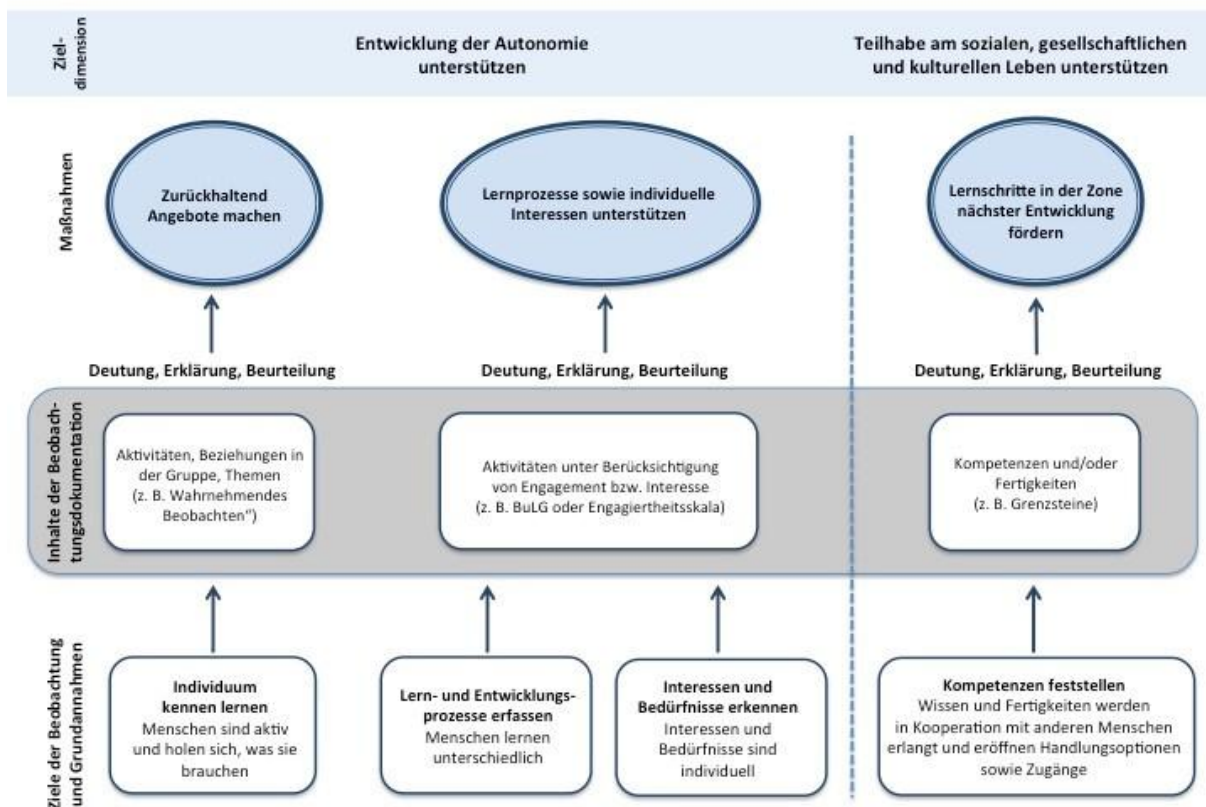 Ziel-
dimension
Entwicklung der Autonomie
unterstützen
Teilhabe am sozialen, gesellschaftlichen
und kulturellen Leben unterstützen
Maßnahmen
Zurückhaltend
Angebote machen
Lernprozesse sowie individuelle
Interessen unterstützen
Lernschritte in der Zone
nächster Entwicklung
fördern
Deutung, Erklärung, Beurteilung
Deutung, Erklärung, Beurteilung
Deutung, Erklärung, Beurteilung
Inhalte der Beobach-
tungsdokumentation
Aktivitäten, Beziehungen in
der Gruppe, Themen
(z. B. Wahrnehmendes
Beobachten“)
Aktivitäten unter Berücksichtigung
von Engagement bzw. Interesse
(z. B. BuLG oder Engagiertheitsskala)
Kompetenzen und/oder
Fertigkeiten
(z. B. Grenzsteine)
Ziele der Beobachtung
und Grundannahmen
Individuum
kennen lernen
Menschen sind aktiv
und holen sich, was sie
brauchen
Lern- und Entwicklungs-
prozesse erfassen
Menschen lernen
unterschiedlich
Interessen und
Bedürfnisse erkennen
Interessen und
Bedürfnisse sind
individuell
Kompetenzen feststellen
Wissen und Fertigkeiten werden
in Kooperation mit anderen Menschen
erlangt und eröffnen Handlungsoptionen
sowie Zugänge